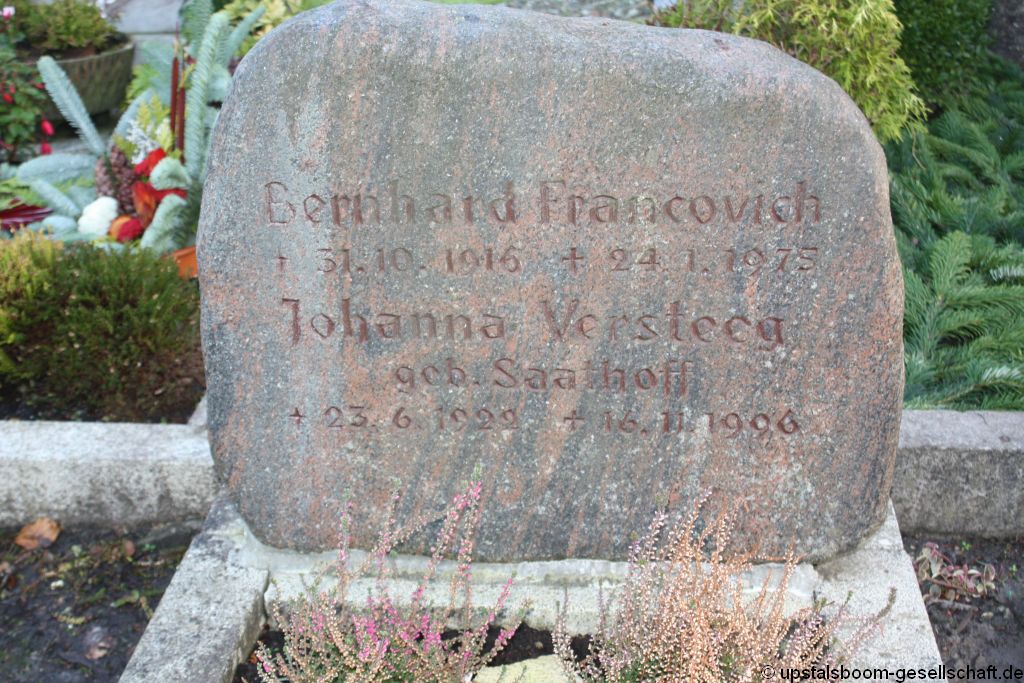 Bernhard Francovich
+ 31.10.1916 + 24.1.1975
Johanna Versteeg
geb. Saathoff
+ 23.6.1922 + 16.11.1996
© upstalsboom-gesellschaft.de